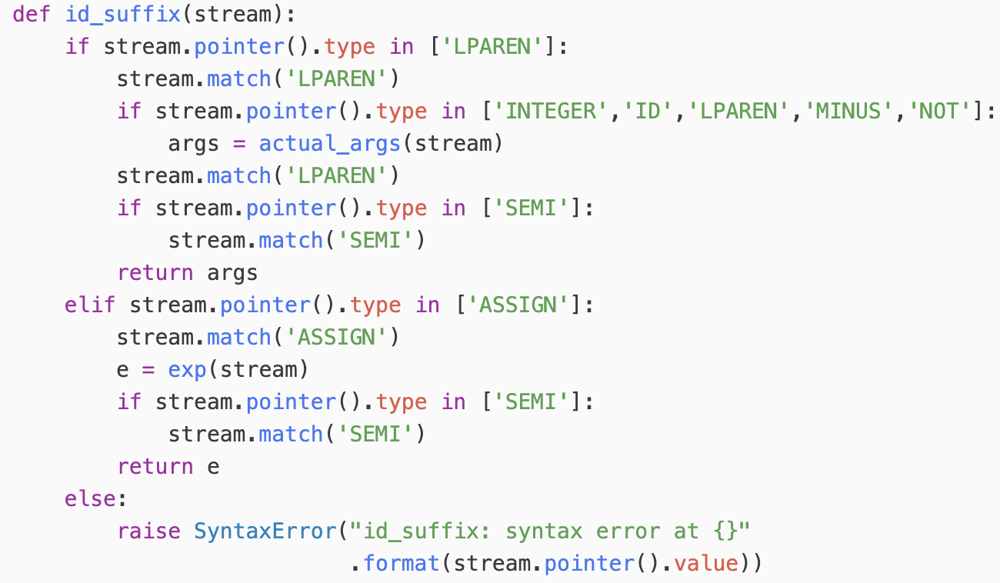 def id_suffix(stream):
    if stream.pointer().type in ['LPAREN']:
        stream.match('LPAREN')
        if stream.pointer().type in ['INTEGER','ID','LPAREN','MINUS','NOT']:
            args = actual_args(stream)
        stream.match('LPAREN')
        if stream.pointer().type in ['SEMI']:
            stream.match('SEMI')
        return args
    elif stream.pointer().type in ['ASSIGN']:
        stream.match('ASSIGN')
        e = exp(stream)
        if stream.pointer().type in ['SEMI']:
            stream.match('SEMI')
        return e
    else:
        raise SyntaxError("id_suffix: syntax error at {}"
                          .format(stream.pointer().value))